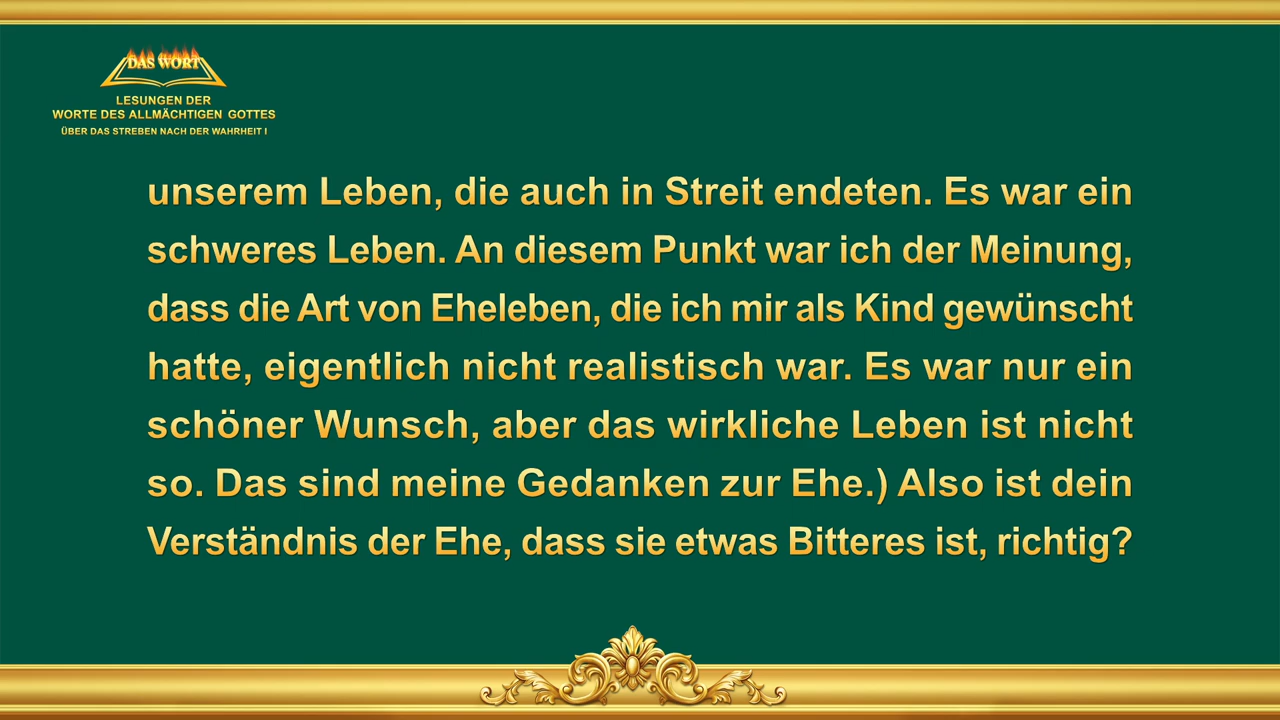 DAS WORT
LESUNGEN DER
WORTE DES ALLMÄCHTIGEN GOTTES
ÜBER DAS STREBEN NACH DER WAHRHEIT I
unserem Leben, die auch in Streit endeten. Es war ein
schweres Leben. An diesem Punkt war ich der Meinung,
dass die Art von Eheleben, die ich mir als Kind gewünscht
hatte, eigentlich nicht realistisch war. Es war nur ein
schöner Wunsch, aber das wirkliche Leben ist nicht
so. Das sind meine Gedanken zur Ehe.) Also ist dein
Verständnis der Ehe, dass sie etwas Bitteres ist, richtig?